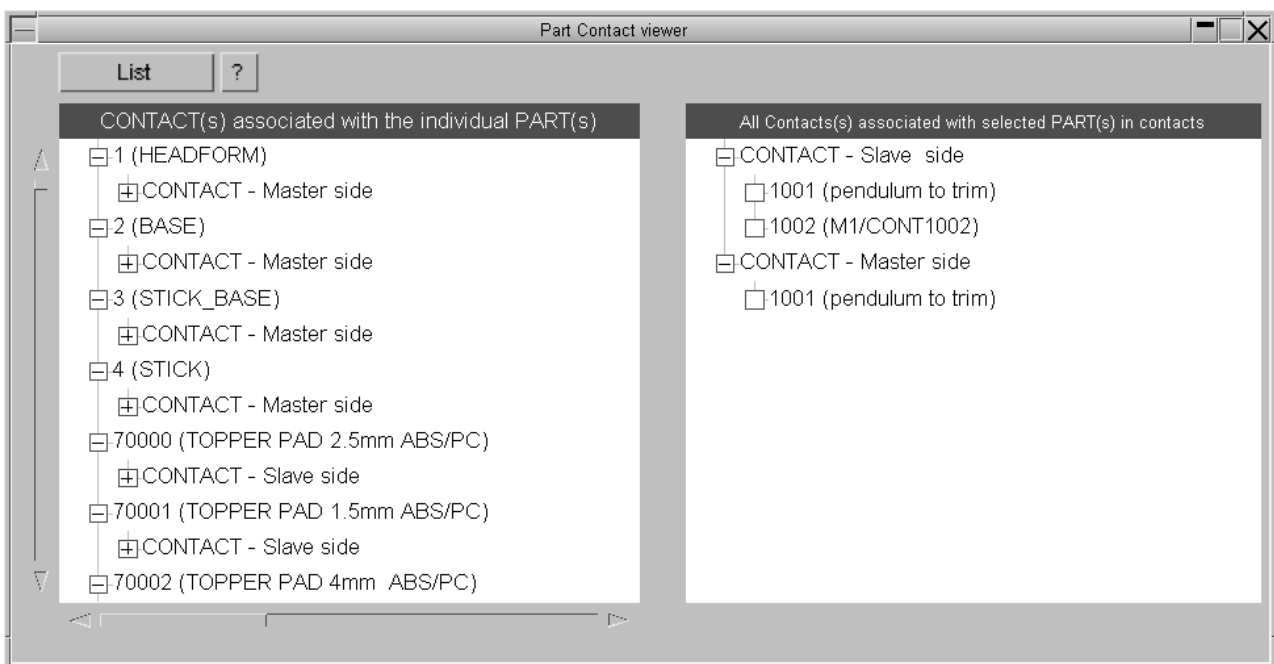 Part Contact viewer
List
?
CONTACT(s) associated with the individual PART(s)
1 (HEADFORM)
CONTACT - Master side
2 (BASE)
CONTACT - Master side
3 (STICK_BASE)
CONTACT - Master side
4 (STICK)
CONTACT - Master side
70000 (TOPPER PAD 2.5mm ABS/PC)
CONTACT - Slave side
70001 (TOPPER PAD 1.5mm ABS/PC)
CONTACT - Slave side
70002 (TOPPER PAD 4mm  ABS/PC)
All Contacts(s) associated with selected PART(s) in contacts
CONTACT - Slave  side
1001 (pendulum to trim)
1002 (M1/CONT1002)
CONTACT - Master side
1001 (pendulum to trim)